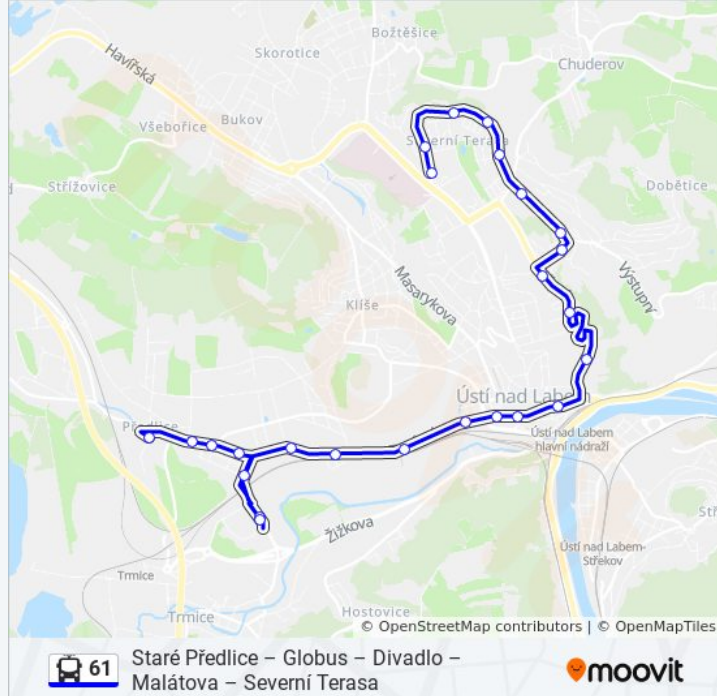 Božtěšice
Skorotice
Chuderov
Havířská
Bukov
Všebořice
Severní Terasa
Střížovice
Dobětice
Výstupní
Masarykova
Klíše
Ústí nad Labem
Předlice
Ústí nad Labem
hlavní nádraží
Stř
Žižkova
Ústí nad Labem-
Střekov
Trmice
Trmice
Hostovice
© OpenStreetMap contributors | © OpenMapTiles
61
Staré Předlice – Globus – Divadlo –
Malátova – Severní Terasa
moovit